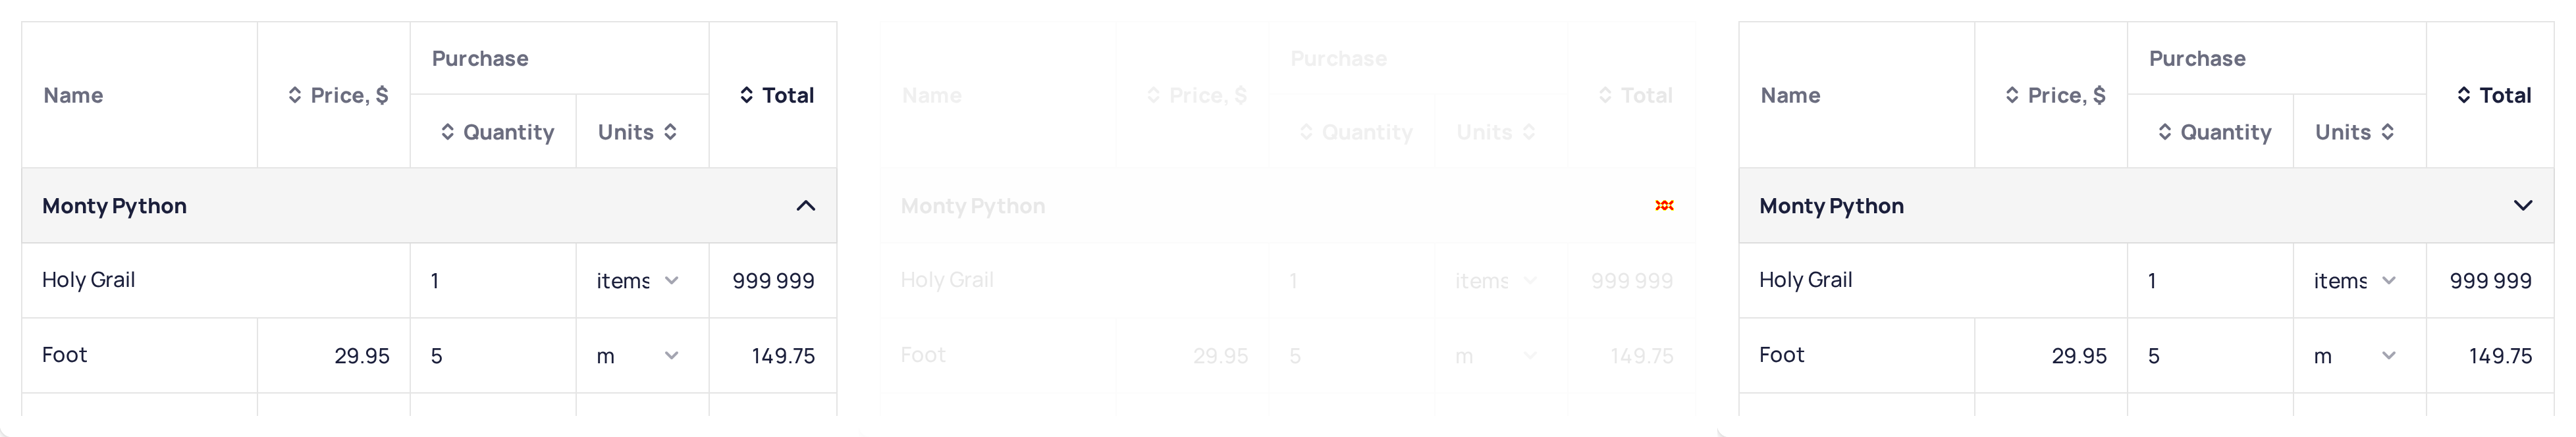 Purchase
Name
Price, $
Total
Quantity
Units
Monty Python
Holy Grail
1
items
999 999
Foot
29.95
5
m
149.75
Purchase
Name
Price, $
Total
Quantity
Units
Monty Python
Holy Grail
1
items
999 999
Foot
29.95
5
m
149.75
Purchase
Name
Price, $
Total
Quantity
Units
Monty Python
Holy Grail
1
items
999 999
Foot
29.95
5
m
149.75